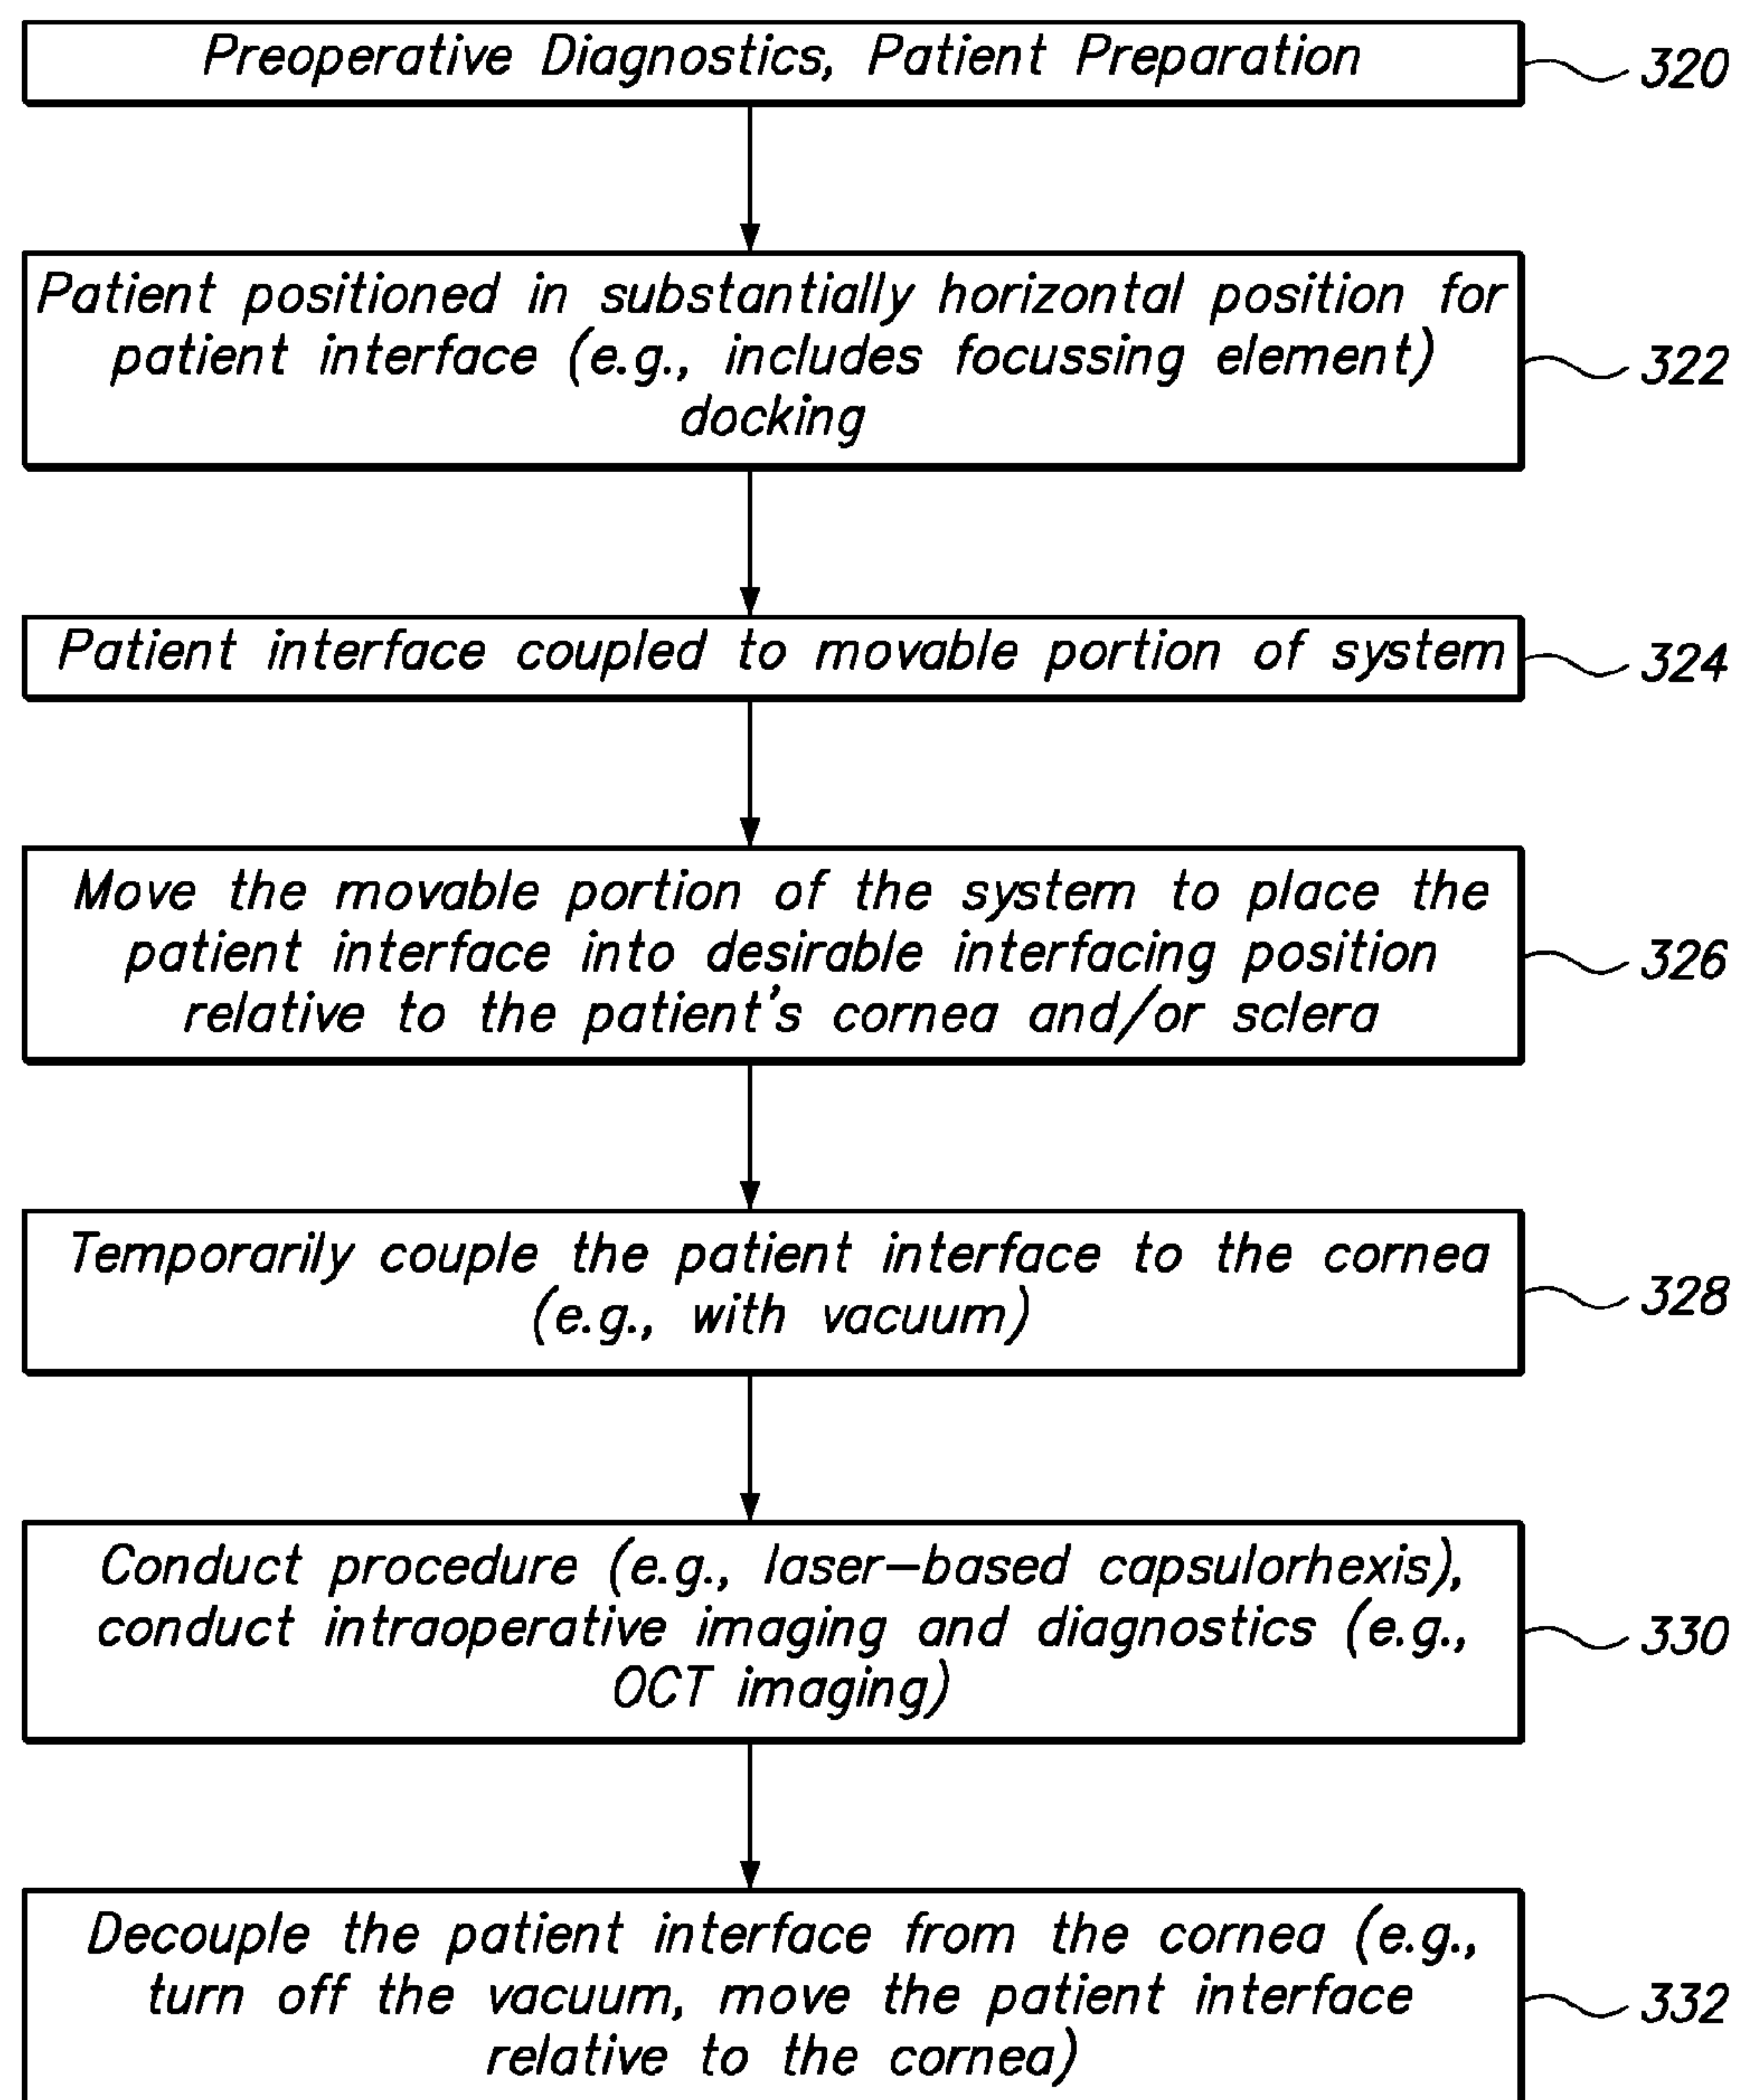 Preoperative Diagnostics, Patient Preparation
320
Patient positioned in substantially horizontal position for
patient interface (e.g., includes focussing element)
docking
322
Patient interface coupled to movable portion of system
324
Move the movable portion of the system to place the
patient interface into desirable interfacing position
relative to the patient's cornea and/or sclera
326
Temporarily couple the patient interface to the cornea
(e.g., with vacuum)
328
Conduct procedure (e.g., laser-based capsulorhexis),
conduct intraoperative imaging and diagnostics (e.g.,
OCT imaging)
330
Decouple the patient interface from the cornea (e.g.,
turn off the vacuum, move the patient interface
relative to the cornea)
332